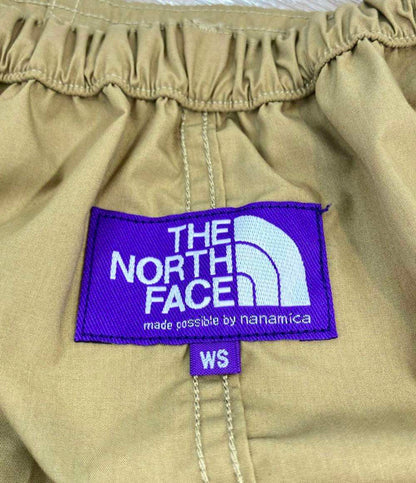 THE
NORTH
FACE
made possible by nanamica
WS